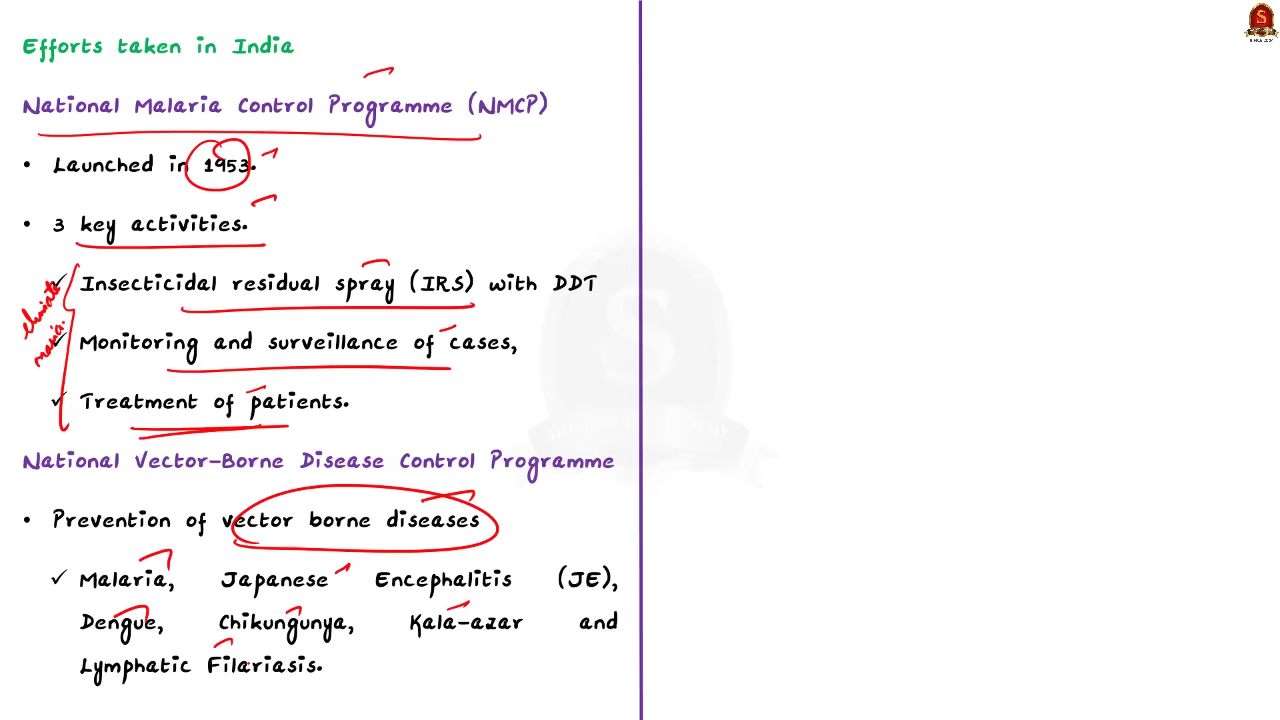 Efforts taken in India
National Malaria Control Programme (NMCP)
• Launched in 1953.
• 3 key activities.
✓ Insecticidal residual spray (IRS) with DDT
✓ Monitoring and surveillance of cases,
✓ Treatment of patients.
eliminate
National Vector-Borne Disease Control Programme
• Prevention of vector borne diseases
✓ Malaria, Japanese Encephalitis (JE),
Dengue, Chikungunya, Kala-azar and
Lymphatic Filariasis.